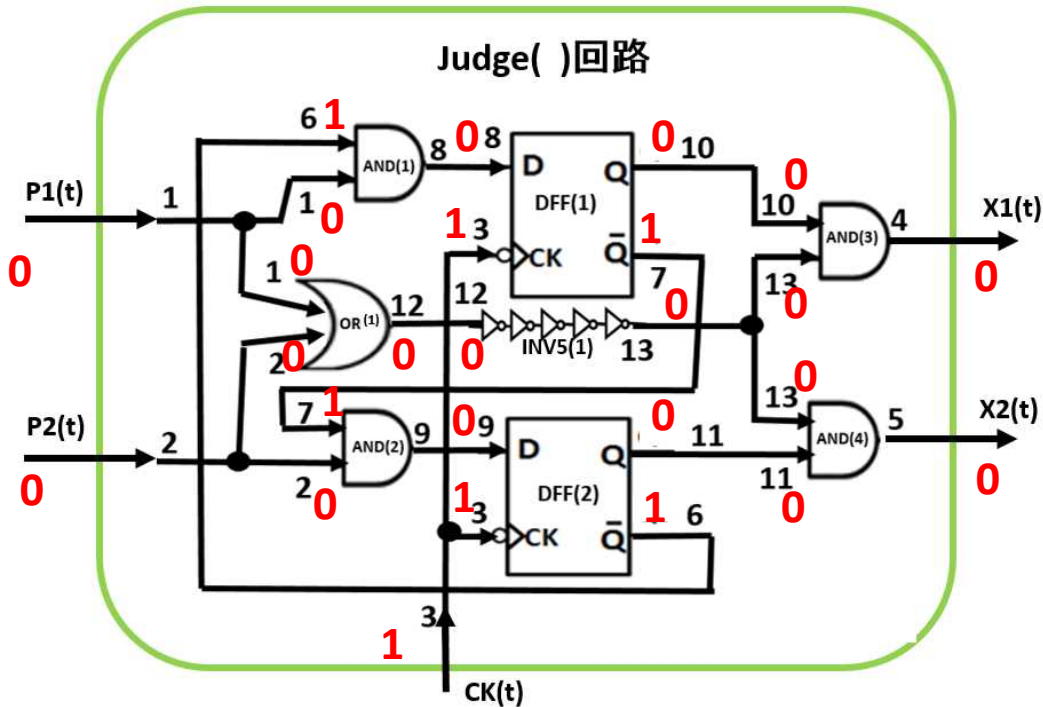 Judge( )回路
6 1
AND(1)
8 0 8
D
Q
0 10
DFF(1)
P1(t)
1
1
0
0
10
X1(t)
4
AND(3)
1 3
CK
Q̄
1
7
13
0
0
0
1 0
OR(1)
12
0
12
0
INV5(1)
0
13
2 0
7 1
AND(2)
9 0 9
D
Q
0
11
13
0
AND(4)
5
X2(t)
0
P2(t)
2
0
2
0
DFF(2)
11
0
1 3
CK
Q̄
1
6
3
1
CK(t)